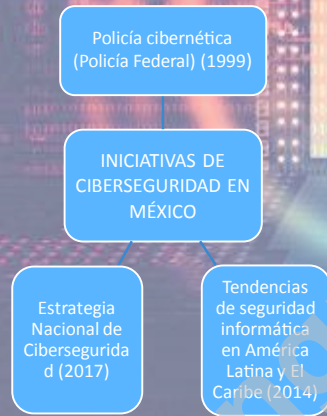 Policía cibernética
(Policía Federal) (1999)
INICIATIVAS DE
CIBERSEGURIDAD EN
MÉXICO
Estrategia
Nacional de
Cibersegurida
d (2017)
Tendencias
de seguridad
informática
en América
Latina y El
Caribe (2014)